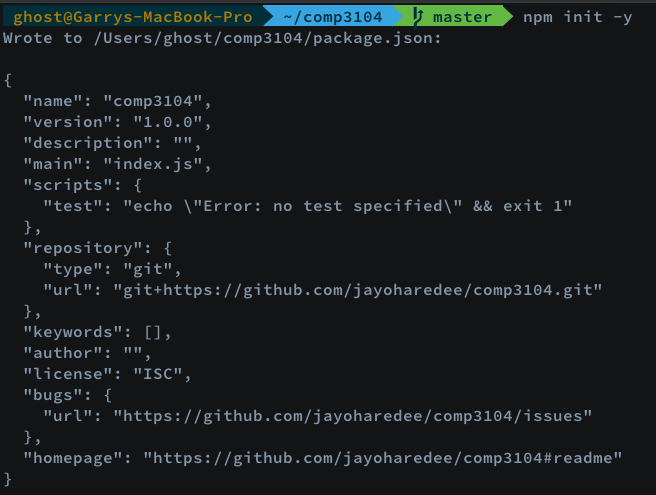 ghost@Garrys-MacBook-Pro ~/comp3104 master npm init -y
Wrote to /Users/ghost/comp3104/package.json:
{
  "name": "comp3104",
  "version": "1.0.0",
  "description": "",
  "main": "index.js",
  "scripts": {
    "test": "echo \"Error: no test specified\" && exit 1"
  },
  "repository": {
    "type": "git",
    "url": "git+https://github.com/jayoharedee/comp3104.git"
  },
  "keywords": [],
  "author": "",
  "license": "ISC",
  "bugs": {
    "url": "https://github.com/jayoharedee/comp3104/issues"
  },
  "homepage": "https://github.com/jayoharedee/comp3104#readme"
}